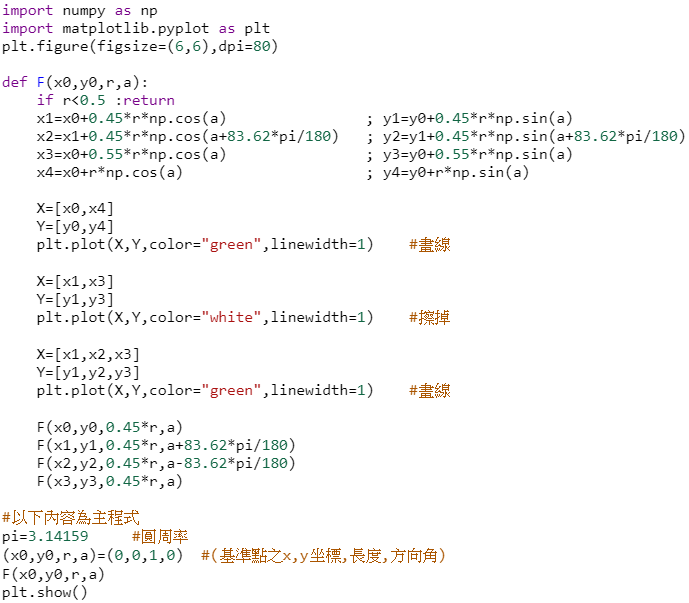 import numpy as np
import matplotlib.pyplot as plt
plt.figure(figsize=(6,6),dpi=80)

def F(x0,y0,r,a):
    if r<0.5 :return
    x1=x0+0.45*r*np.cos(a)                ; y1=y0+0.45*r*np.sin(a)
    x2=x1+0.45*r*np.cos(a+83.62*pi/180)   ; y2=y1+0.45*r*np.sin(a+83.62*pi/180)
    x3=x0+0.55*r*np.cos(a)                ; y3=y0+0.55*r*np.sin(a)
    x4=x0+r*np.cos(a)                     ; y4=y0+r*np.sin(a)

    X=[x0,x4]
    Y=[y0,y4]
    plt.plot(X,Y,color="green",linewidth=1)    #畫線

    X=[x1,x3]
    Y=[y1,y3]
    plt.plot(X,Y,color="white",linewidth=1)    #擦掉

    X=[x1,x2,x3]
    Y=[y1,y2,y3]
    plt.plot(X,Y,color="green",linewidth=1)    #畫線

    F(x0,y0,0.45*r,a)
    F(x1,y1,0.45*r,a+83.62*pi/180)
    F(x2,y2,0.45*r,a-83.62*pi/180)
    F(x3,y3,0.45*r,a)

#以下內容為主程式
pi=3.14159     #圓周率
(x0,y0,r,a)=(0,0,1,0)  #(基準點之x,y坐標,長度,方向角)
F(x0,y0,r,a)
plt.show()